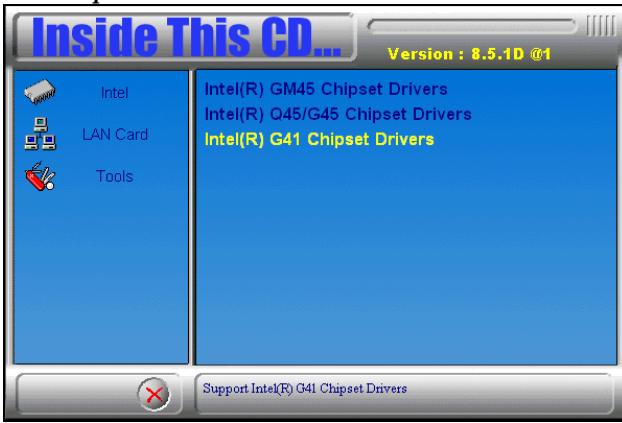 Inside This CD...
Version : 8.5.1D @1
Intel
LAN Card
Tools
Intel(R) GM45 Chipset Drivers
Intel(R) Q45/G45 Chipset Drivers
Intel(R) G41 Chipset Drivers
Support Intel(R) G41 Chipset Drivers